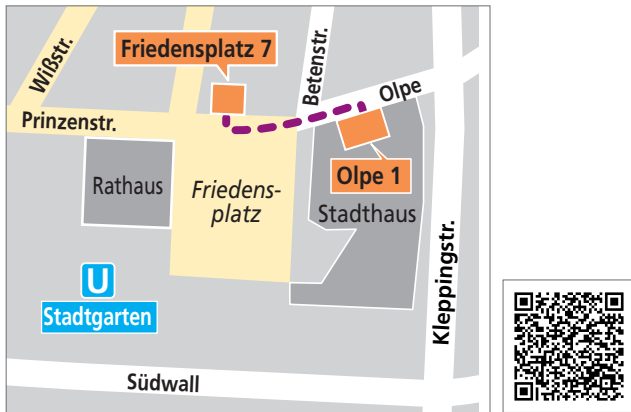 Wißstr.
Friedensplatz 7
Betenstr.
Olpe
Prinzenstr.
Rathaus
Friedens-
platz
Olpe 1
Stadthaus
Kleppingstr.
U
Stadtgarten
Südwall